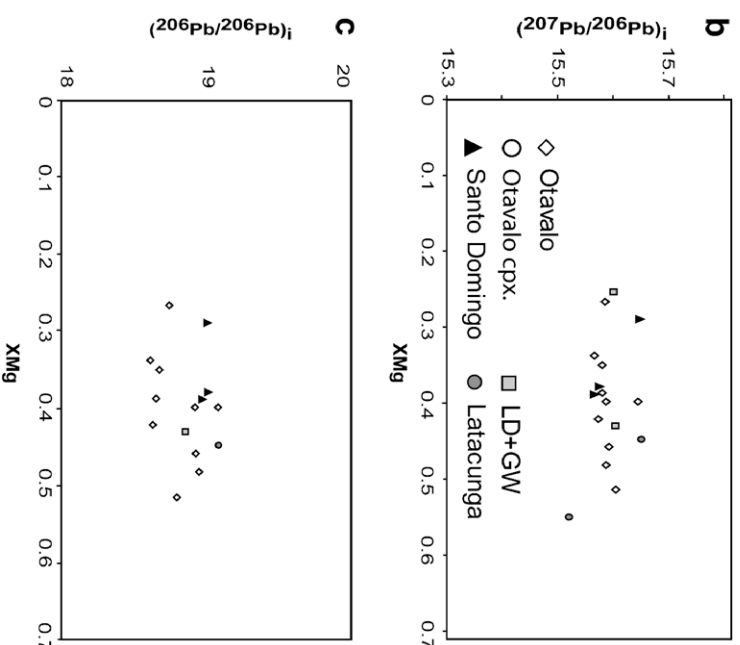 b
(207Pb/206Pb)i
15.7
15.5
15.3
Otavalo
Otavalo cpx.
LD+GW
Santo Domingo
Latacunga
0 0.1 0.2 0.3 0.4 0.5 0.6 0.7
XMg
c
(206Pb/206Pb)i
20
19
18
0 0.1 0.2 0.3 0.4 0.5 0.6
XMg